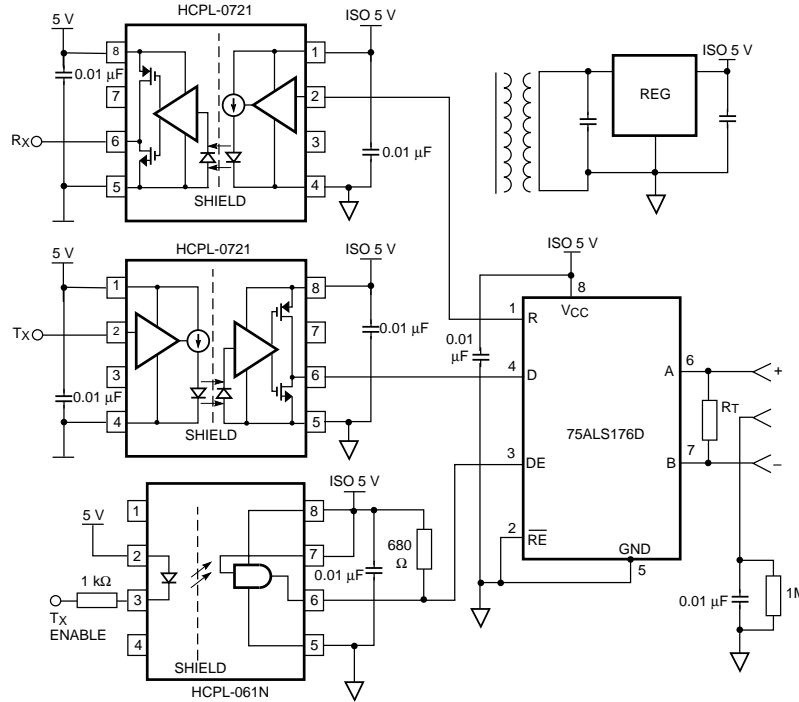 HCPL-0721
5 V
ISO 5 V
8
0.01 µF
7
RX
6
5
1
2
3
4
0.01 µF
SHIELD
ISO 5 V
REG
HCPL-0721
5 V
ISO 5 V
1
TX
2
3
0.01 µF
4
8
7
6
5
0.01 µF
SHIELD
ISO 5 V
8
VCC
0.01
µF
1
R
4
D
3
DE
2
RE
GND
5
75ALS176D
A
6
B
7
RT
+
–
0.01 µF
1M
ISO 5 V
5 V
1
2
1 kΩ
3
TX
ENABLE
4
8
7
6
5
0.01 µF
680
Ω
SHIELD
HCPL-061N